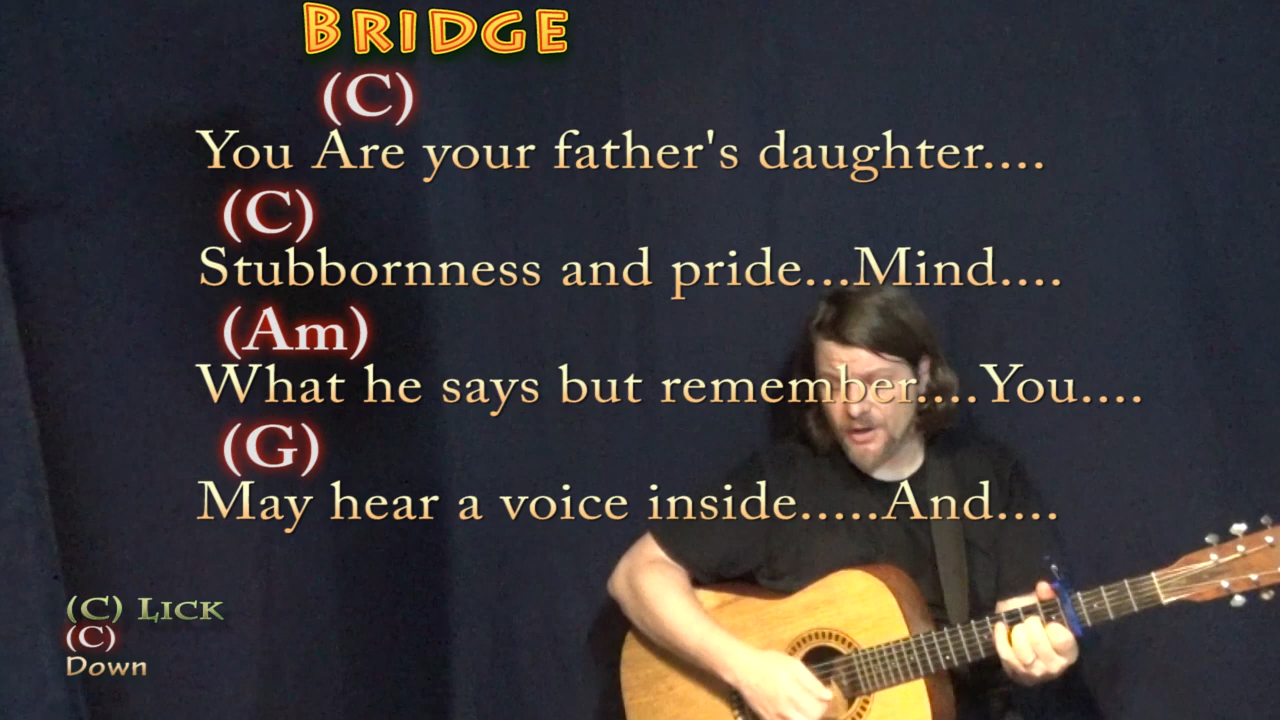 BRIDGE
(C)
You Are your father's daughter....
(C)
Stubbornness and pride...Mind....
(Am)
What he says but remember....You....
(G)
May hear a voice inside.....And....
(C) LICK
(C)
Down